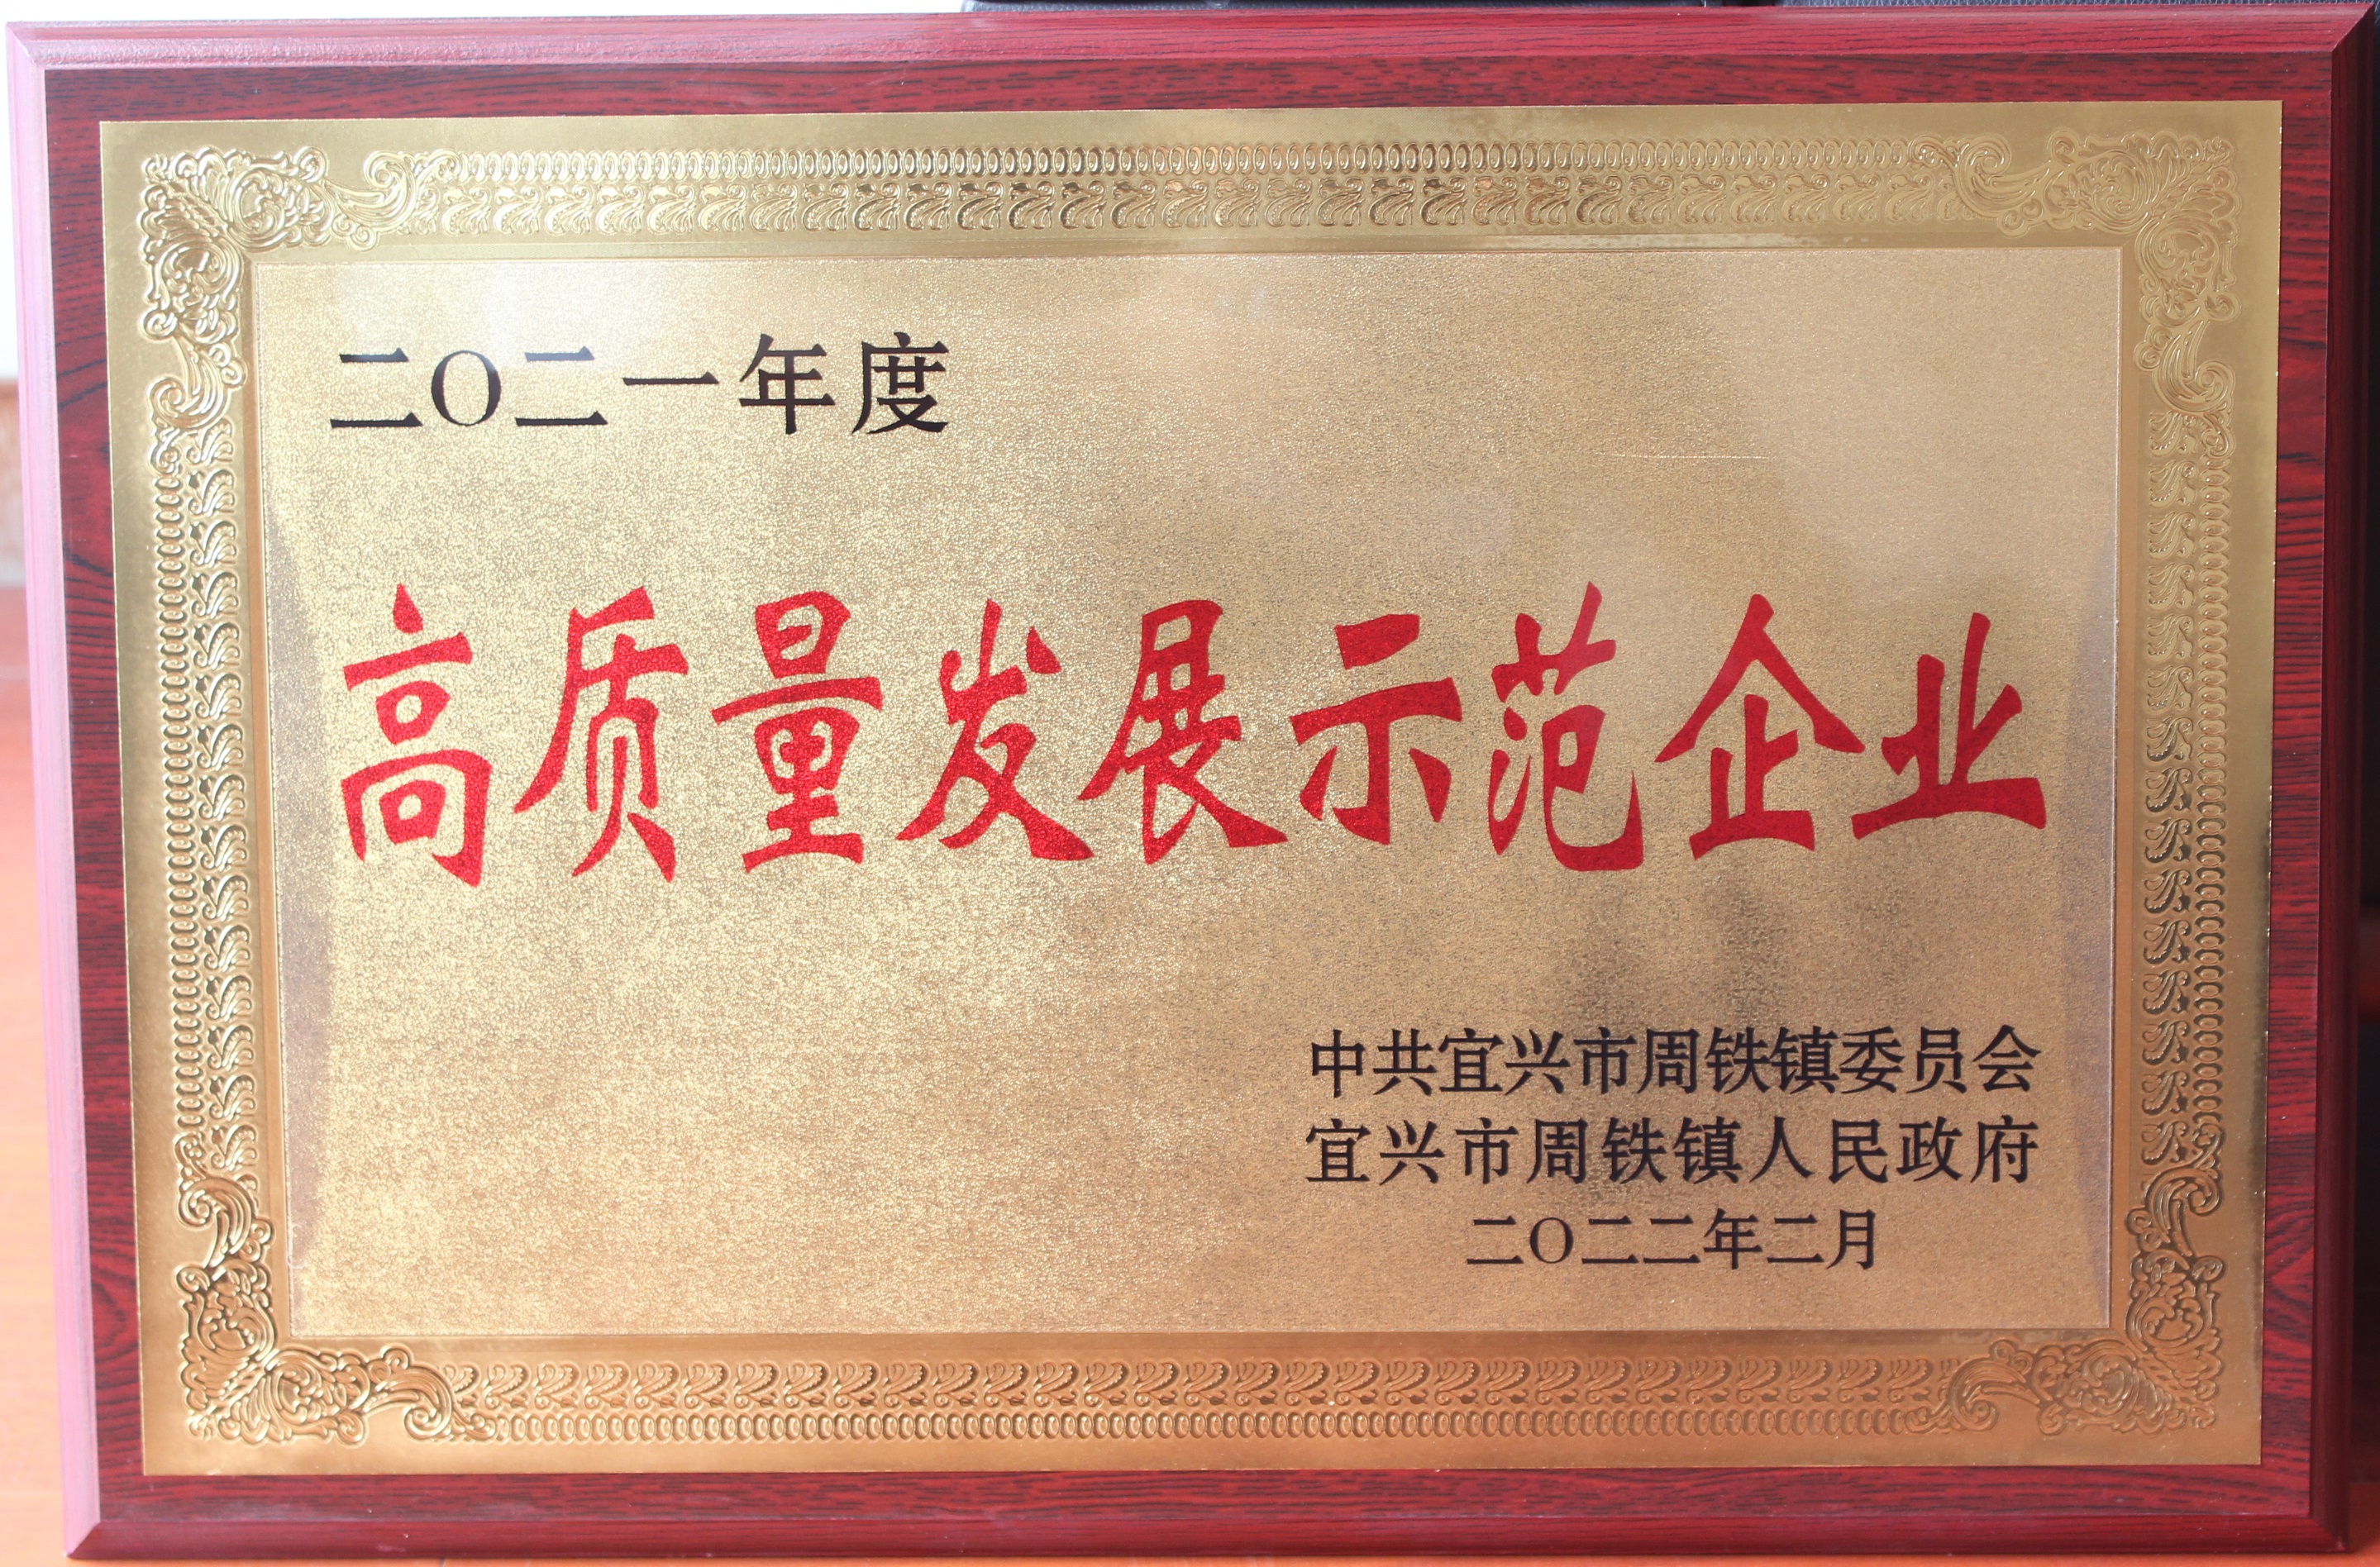 二〇二一年度
高质量发展示范企业
中共宜兴市周铁镇委员会
宜兴市周铁镇人民政府
二〇二二年二月